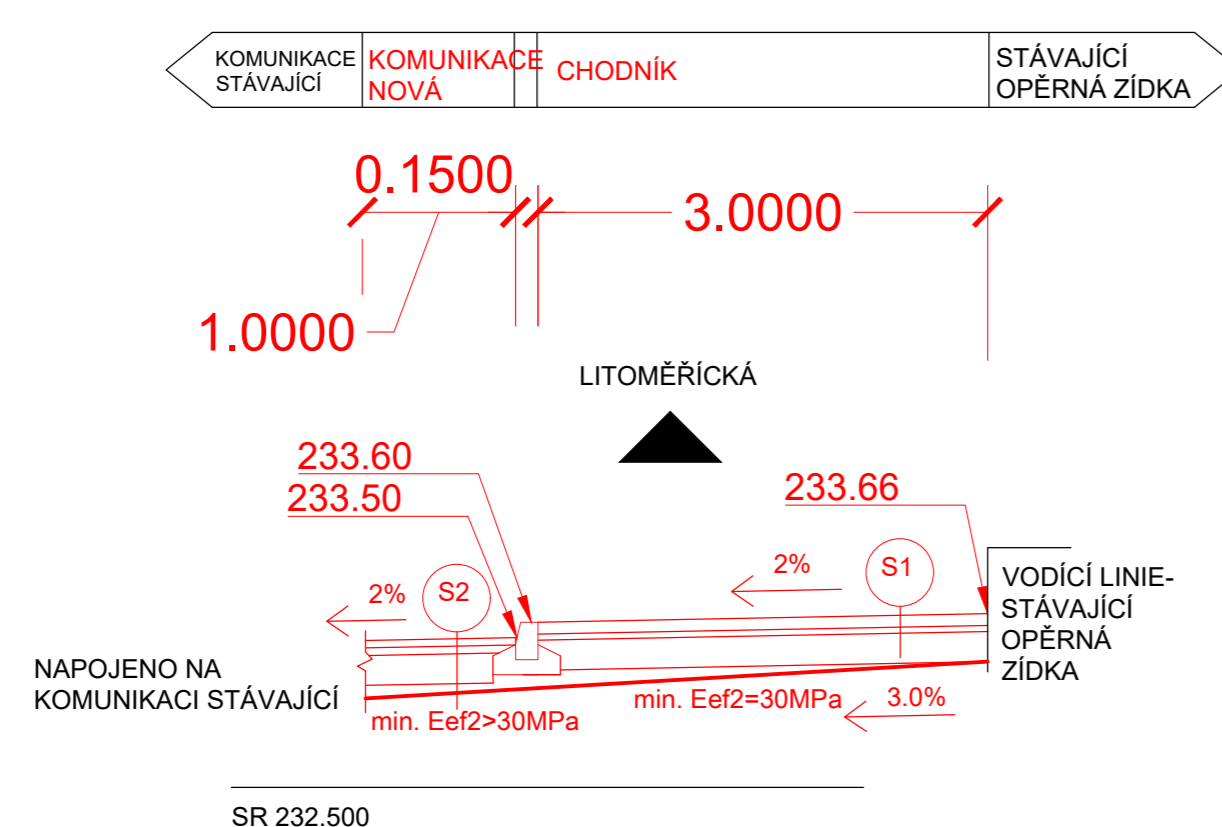 KOMUNIKACE
STÁVAJÍCÍ
KOMUNIKACE
NOVÁ
CHODNÍK
STÁVAJÍCÍ
OPĚRNÁ ZÍDKA
0.1500
3.0000
1.0000
LITOMĚŘÍCKÁ
233.60
233.50
233.66
2%
S2
2%
S1
VODÍCÍ LINIE-
STÁVAJÍCÍ
OPĚRNÁ
ZÍDKA
NAPOJENO NA
KOMUNIKACI STÁVAJÍCÍ
min. Eef2>30MPa
min. Eef2=30MPa
3.0%
SR 232.500